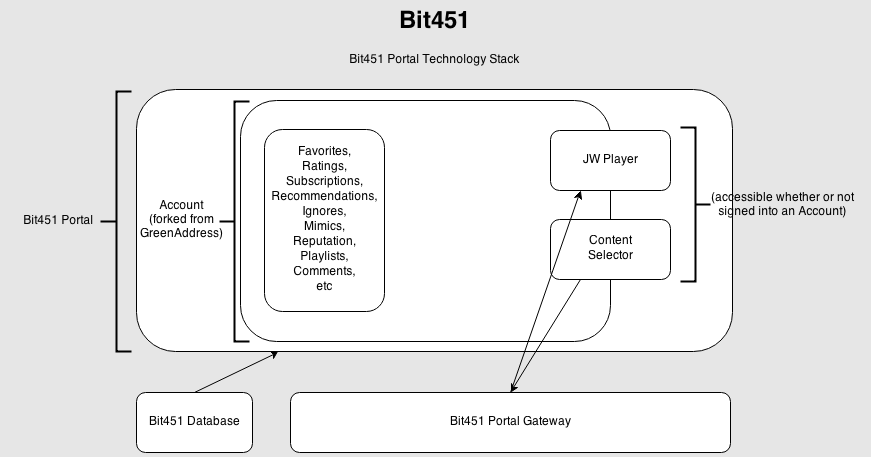 Bit451
Bit451 Portal Technology Stack
Bit451 Portal
Account
(forked from
GreenAddress)
Favorites,
Ratings,
Subscriptions,
Recommendations,
Ignores,
Mimics,
Reputation,
Playlists,
Comments,
etc
JW Player
Content
Selector
(accessible whether or not
signed into an Account)
Bit451 Database
Bit451 Portal Gateway